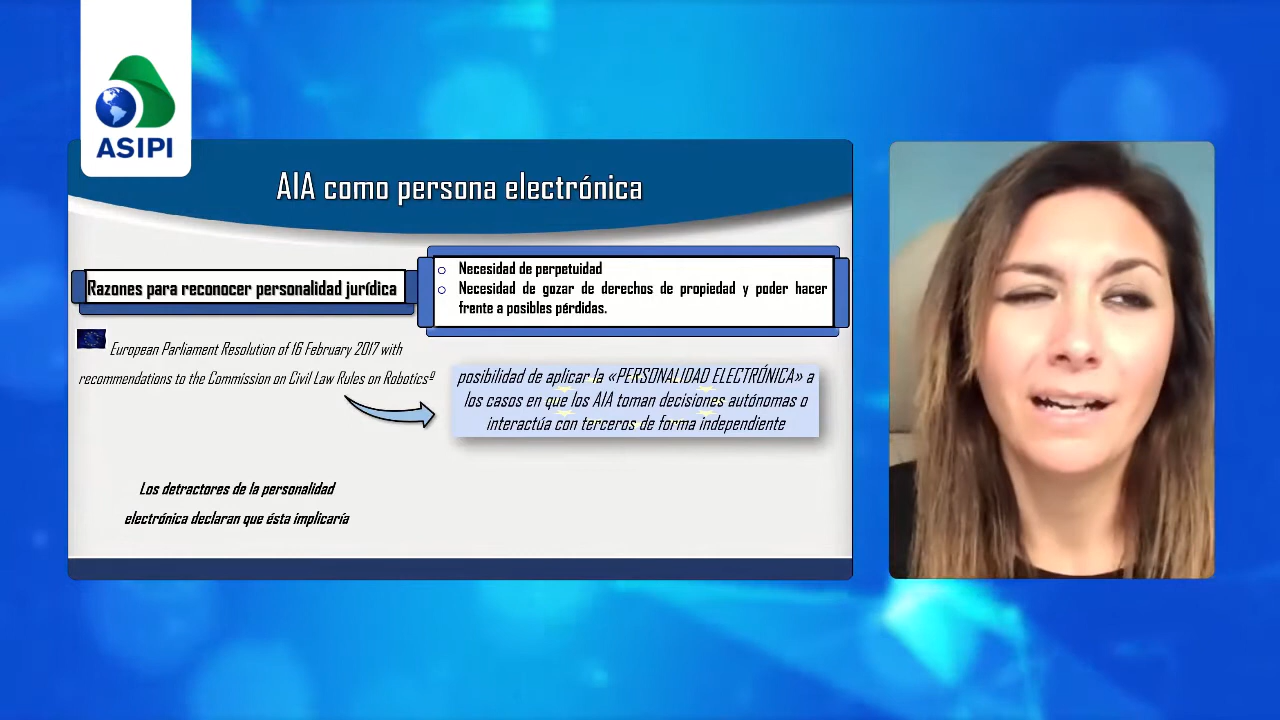 ASIPI
AIA como persona electrónica
Razones para reconocer personalidad jurídica
o Necesidad de perpetuidad
o Necesidad de gozar de derechos de propiedad y poder hacer
frente a posibles pérdidas.
European Parliament Resolution of 16 February 2017 with
recommendations to the Commission on Civil Law Rules on Roboticsº
posibilidad de aplicar la «PERSONALIDAD ELECTRÓNICA» a
los casos en que los AIA toman decisiones autónomas o
interactúa con terceros de forma independiente
Los detractores de la personalidad
electrónica declaran que ésta implicaría